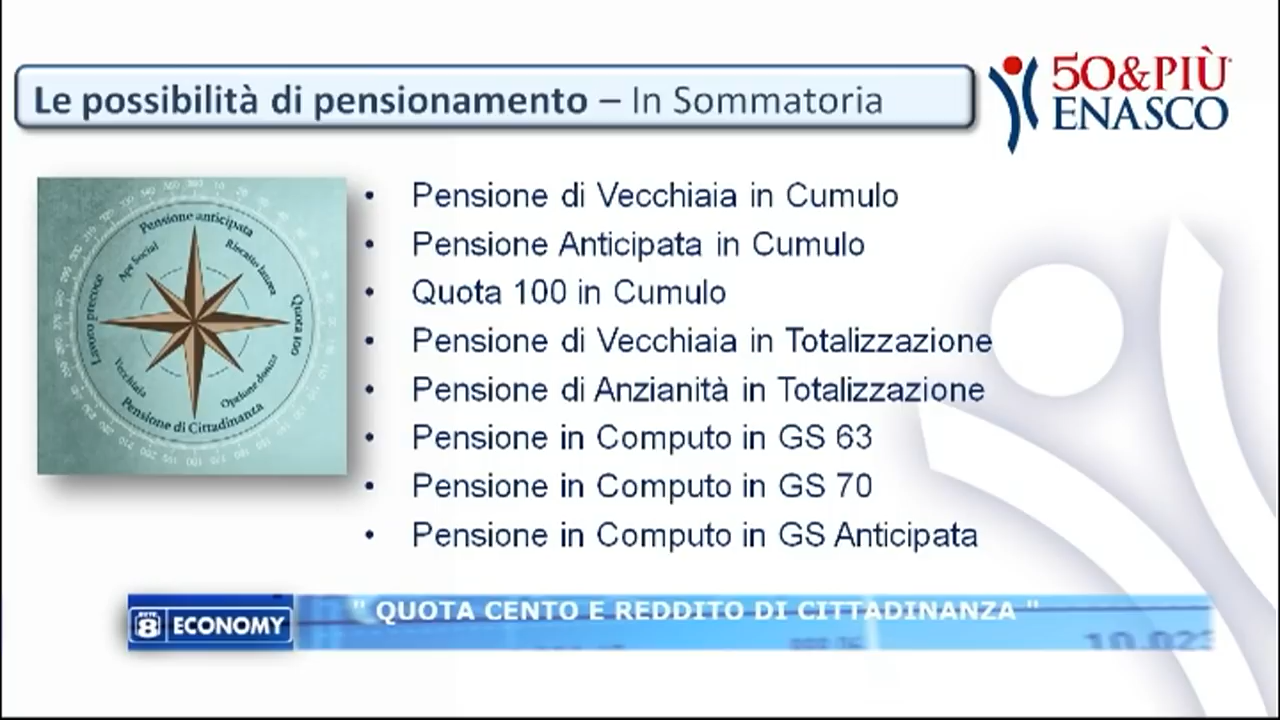 Le possibilità di pensionamento – In Sommatoria
50&PIÙ
ENASCO
Pensione anticipata
Ape Social
Riscatto laurea
Lavoro precoce
Quota 100
Vecchiaia
Opzione donna
Pensione di Cittadinanza
• Pensione di Vecchiaia in Cumulo
• Pensione Anticipata in Cumulo
• Quota 100 in Cumulo
• Pensione di Vecchiaia in Totalizzazione
• Pensione di Anzianità in Totalizzazione
• Pensione in Computo in GS 63
• Pensione in Computo in GS 70
• Pensione in Computo in GS Anticipata
8 ECONOMY
" QUOTA CENTO E REDDITO DI CITTADINANZA "